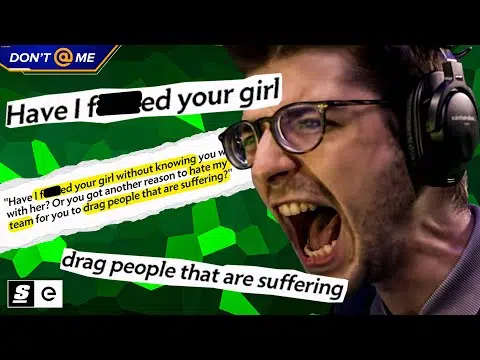 DON'T @ ME
Have I f ed your girl
"Have I f ed your girl without knowing you w
with her? Or you got another reason to hate my
team for you to drag people that are suffering?"
drag people that are suffering
S e